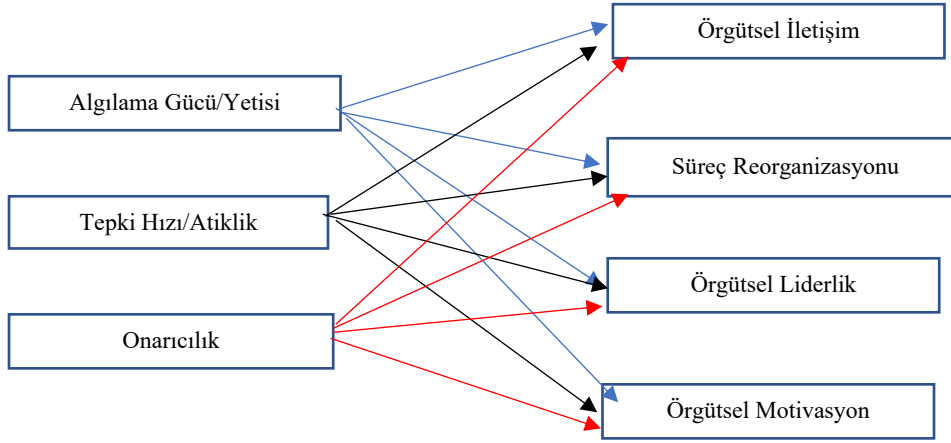 Algılama Gücü/Yetisi
Tepki Hızı/Atiklik
Onarıcılık
Örgütsel İletişim
Süreç Reorganizasyonu
Örgütsel Liderlik
Örgütsel Motivasyon